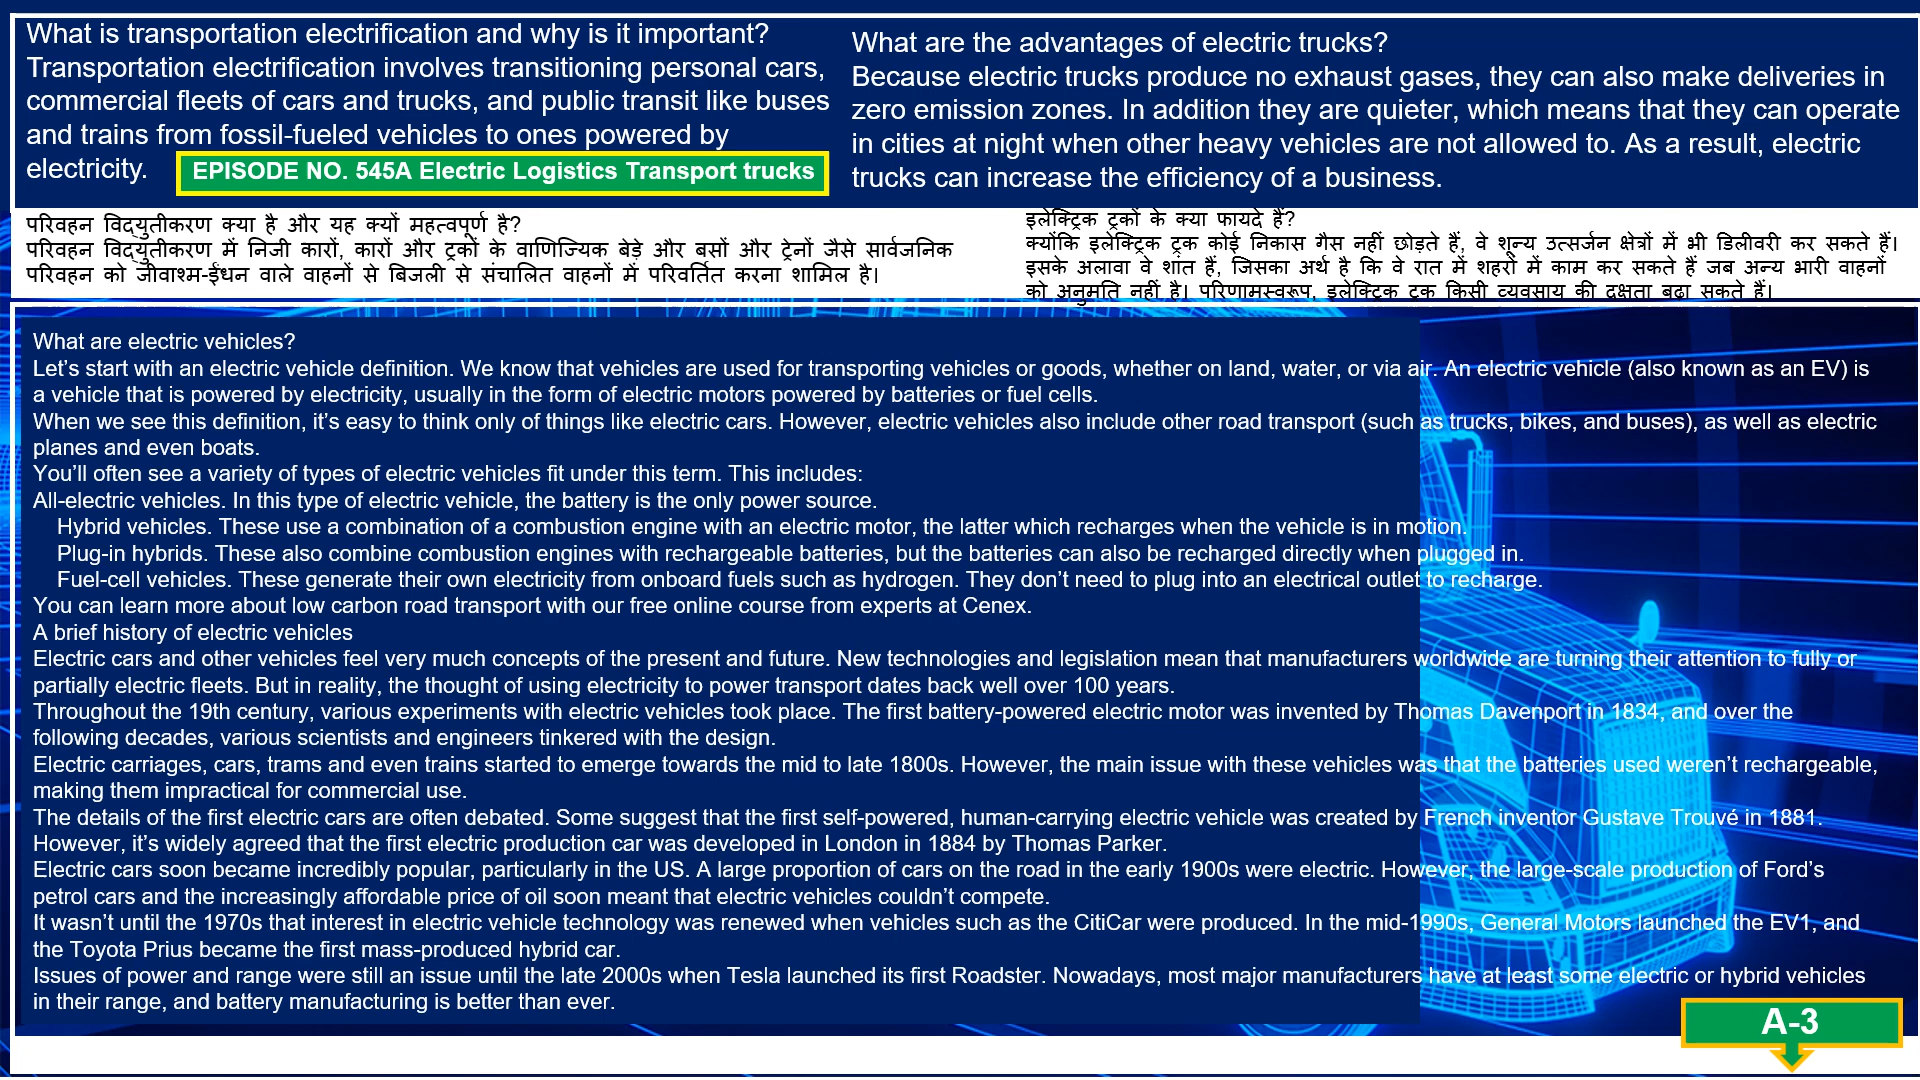 What is transportation electrification and why is it important?
Transportation electrification involves transitioning personal cars,
commercial fleets of cars and trucks, and public transit like buses
and trains from fossil-fueled vehicles to ones powered by
electricity.
EPISODE NO. 545A Electric Logistics Transport trucks
What are the advantages of electric trucks?
Because electric trucks produce no exhaust gases, they can also make deliveries in
zero emission zones. In addition they are quieter, which means that they can operate
in cities at night when other heavy vehicles are not allowed to. As a result, electric
trucks can increase the efficiency of a business.
परिवहन विद्युतीकरण क्या है और यह क्यों महत्वपूर्ण है?
परिवहन विद्युतीकरण में निजी कारों, कारों और ट्रकों के वाणिज्यिक बेड़े और बसों और ट्रेनों जैसे सार्वजनिक
परिवहन को जीवाश्म-ईंधन वाले वाहनों से बिजली से संचालित वाहनों में परिवर्तित करना शामिल है।
इलेक्ट्रिक ट्रकों के क्या फायदे हैं?
क्योंकि इलेक्ट्रिक ट्रक कोई निकास गैस नहीं छोड़ते हैं, वे शून्य उत्सर्जन क्षेत्रों में भी डिलीवरी कर सकते हैं।
इसके अलावा वे शांत हैं, जिसका अर्थ है कि वे रात में शहरों में काम कर सकते हैं जब अन्य भारी वाहनों
को अनुमति नहीं है। परिणामस्वरूप, इलेक्ट्रिक ट्रक किसी व्यवसाय की दक्षता बढ़ा सकते हैं।
What are electric vehicles?
Let’s start with an electric vehicle definition. We know that vehicles are used for transporting vehicles or goods, whether on land, water, or via air. An electric vehicle (also known as an EV) is
a vehicle that is powered by electricity, usually in the form of electric motors powered by batteries or fuel cells.
When we see this definition, it’s easy to think only of things like electric cars. However, electric vehicles also include other road transport (such as trucks, bikes, and buses), as well as electric
planes and even boats.
You’ll often see a variety of types of electric vehicles fit under this term. This includes:
All-electric vehicles. In this type of electric vehicle, the battery is the only power source.
Hybrid vehicles. These use a combination of a combustion engine with an electric motor, the latter which recharges when the vehicle is in motion.
Plug-in hybrids. These also combine combustion engines with rechargeable batteries, but the batteries can also be recharged directly when plugged in.
Fuel-cell vehicles. These generate their own electricity from onboard fuels such as hydrogen. They don’t need to plug into an electrical outlet to recharge.
You can learn more about low carbon road transport with our free online course from experts at Cenex.
A brief history of electric vehicles
Electric cars and other vehicles feel very much concepts of the present and future. New technologies and legislation mean that manufacturers worldwide are turning their attention to fully or
partially electric fleets. But in reality, the thought of using electricity to power transport dates back well over 100 years.
Throughout the 19th century, various experiments with electric vehicles took place. The first battery-powered electric motor was invented by Thomas Davenport in 1834, and over the
following decades, various scientists and engineers tinkered with the design.
Electric carriages, cars, trams and even trains started to emerge towards the mid to late 1800s. However, the main issue with these vehicles was that the batteries used weren’t rechargeable,
making them impractical for commercial use.
The details of the first electric cars are often debated. Some suggest that the first self-powered, human-carrying electric vehicle was created by French inventor Gustave Trouvé in 1881.
However, it’s widely agreed that the first electric production car was developed in London in 1884 by Thomas Parker.
Electric cars soon became incredibly popular, particularly in the US. A large proportion of cars on the road in the early 1900s were electric. However, the large-scale production of Ford’s
petrol cars and the increasingly affordable price of oil soon meant that electric vehicles couldn’t compete.
It wasn’t until the 1970s that interest in electric vehicle technology was renewed when vehicles such as the CitiCar were produced. In the mid-1990s, General Motors launched the EV1, and
the Toyota Prius became the first mass-produced hybrid car.
Issues of power and range were still an issue until the late 2000s when Tesla launched its first Roadster. Nowadays, most major manufacturers have at least some electric or hybrid vehicles
in their range, and battery manufacturing is better than ever.
A-3